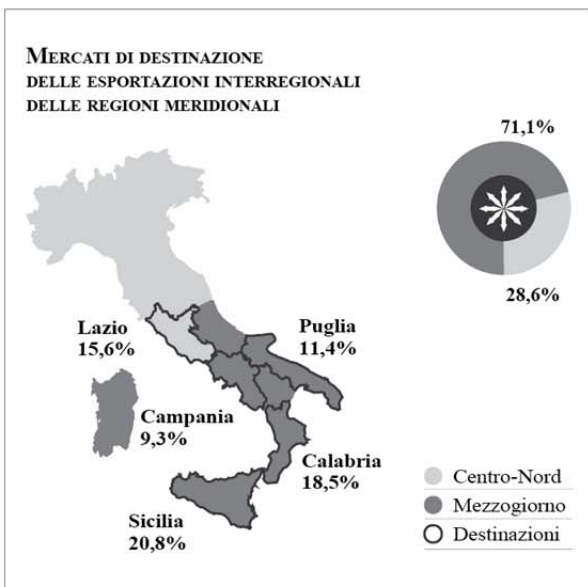 MERCATI DI DESTINAZIONE
DELLE ESPORTAZIONI INTERREGIONALI
DELLE REGIONI MERIDIONALI
71,1%
28,6%
Lazio
15,6%
Puglia
11,4%
Campania
9,3%
Calabria
18,5%
Sicilia
20,8%
Centro-Nord
Mezzogiorno
Destinazioni